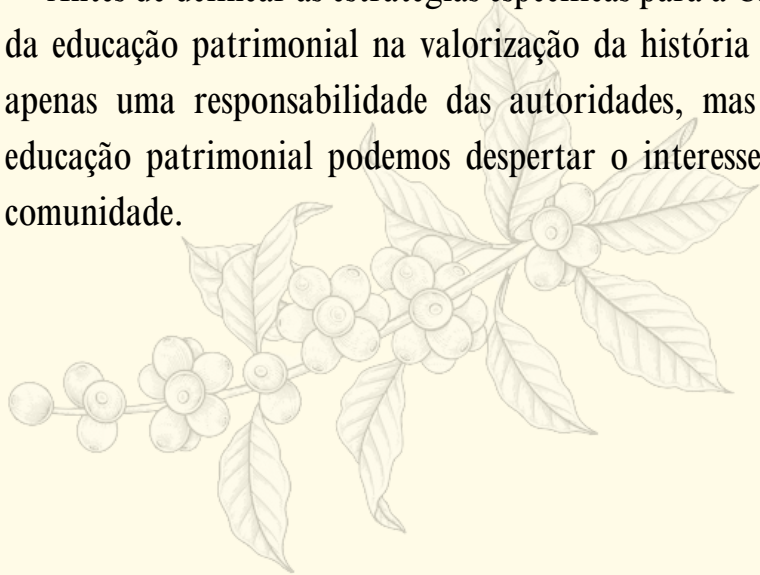 Antes de delinear as estratégias específicas para a
da educação patrimonial na valorização da história
apenas uma responsabilidade das autoridades, mas
educação patrimonial podemos despertar o interesse
comunidade.